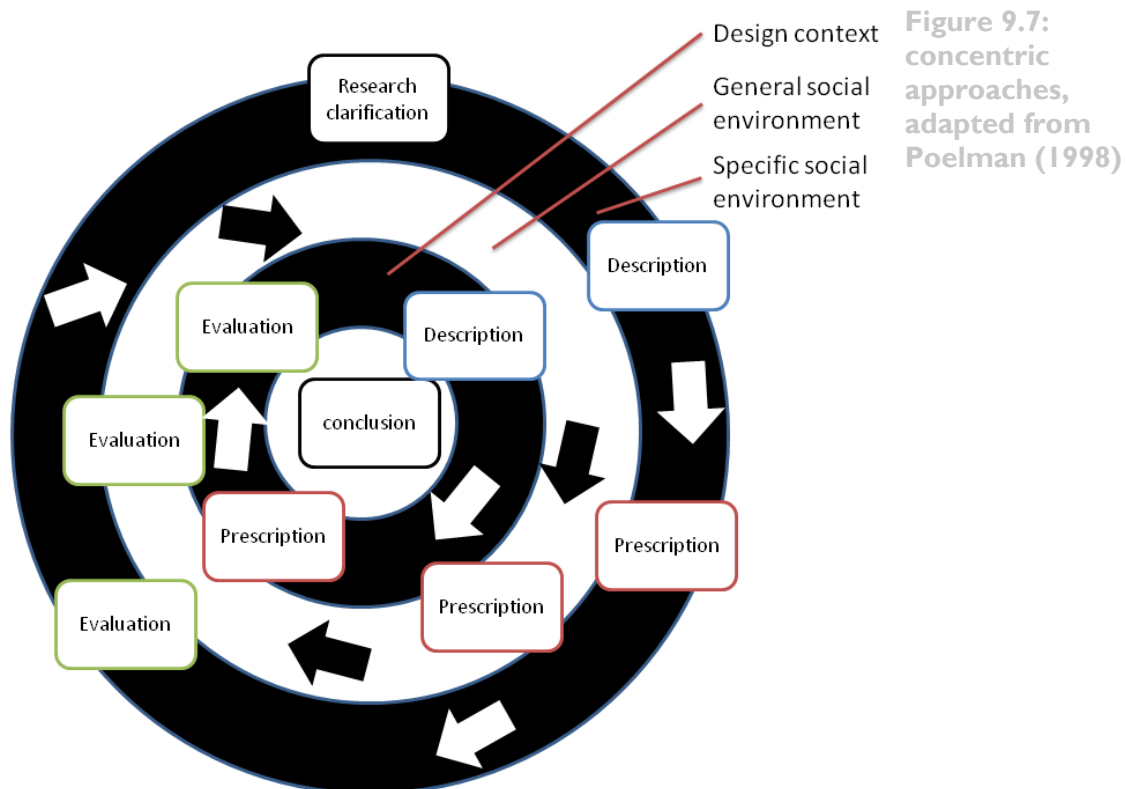 Design context
General social
environment
Specific social
environment
Figure 9.7:
concentric
approaches,
adapted from
Poelman (1998)
Research
clarification
Description
Evaluation
Description
Evaluation
conclusion
Prescription
Prescription
Prescription
Evaluation